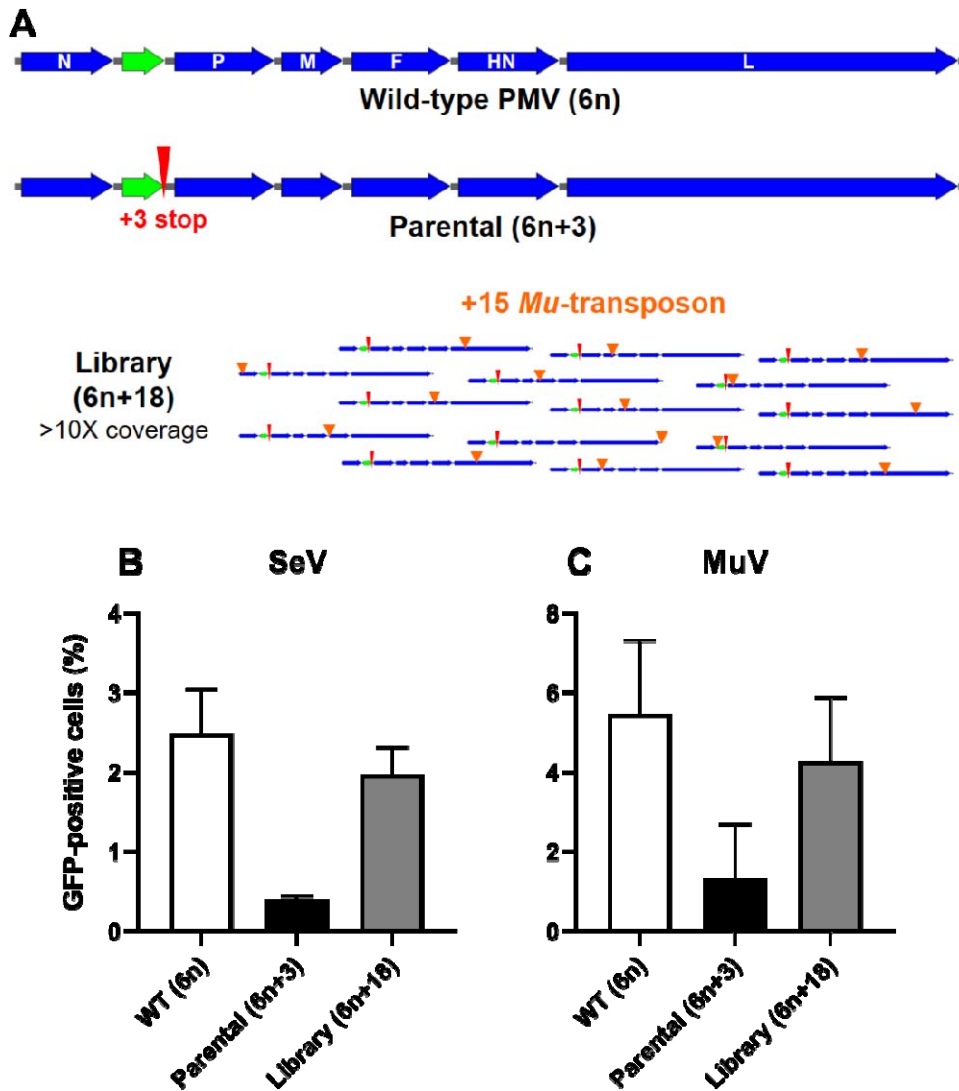 A
N P M F HN L
Wild-type PMV (6n)
+3 stop
Parental (6n+3)
+15 Mu-transposon
Library
(6n+18)
>10X coverage
B SeV
GFP-positive cells (%)
4
3
2
1
0
WT (6n)
Parental (6n+3)
Library (6n+18)
C MuV
8
6
4
2
0
WT (6n)
Parental (6n+3)
Library (6n+18)